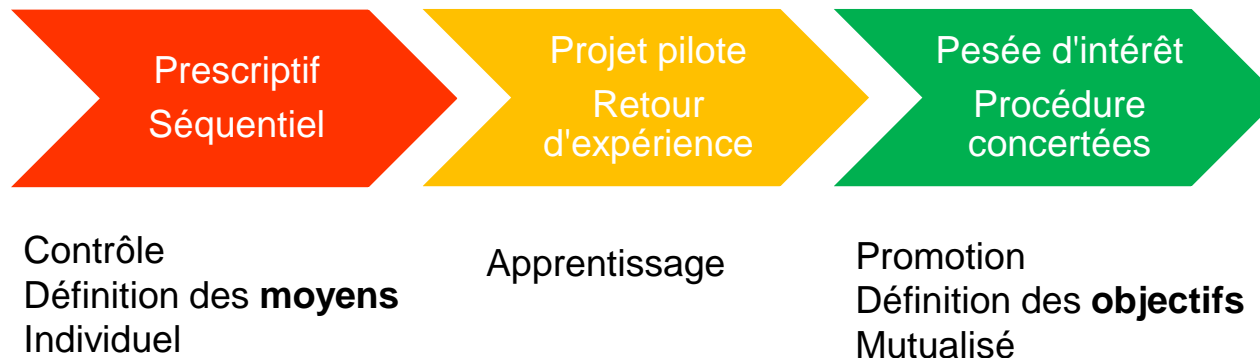 Prescriptif
Séquentiel
Projet pilote
Retour
d'expérience
Pesée d'intérêt
Procédure
concertées
Contrôle
Définition des moyens
Individuel
Apprentissage
Promotion
Définition des objectifs
Mutualisé